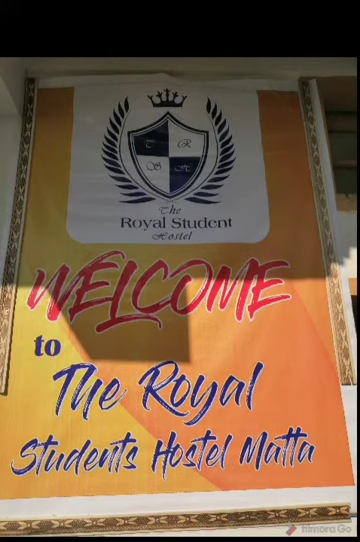 T R
S H
The
Royal Student
Hostel
WELCOME
to
The Royal
Students Hostel Matta
filmora Go